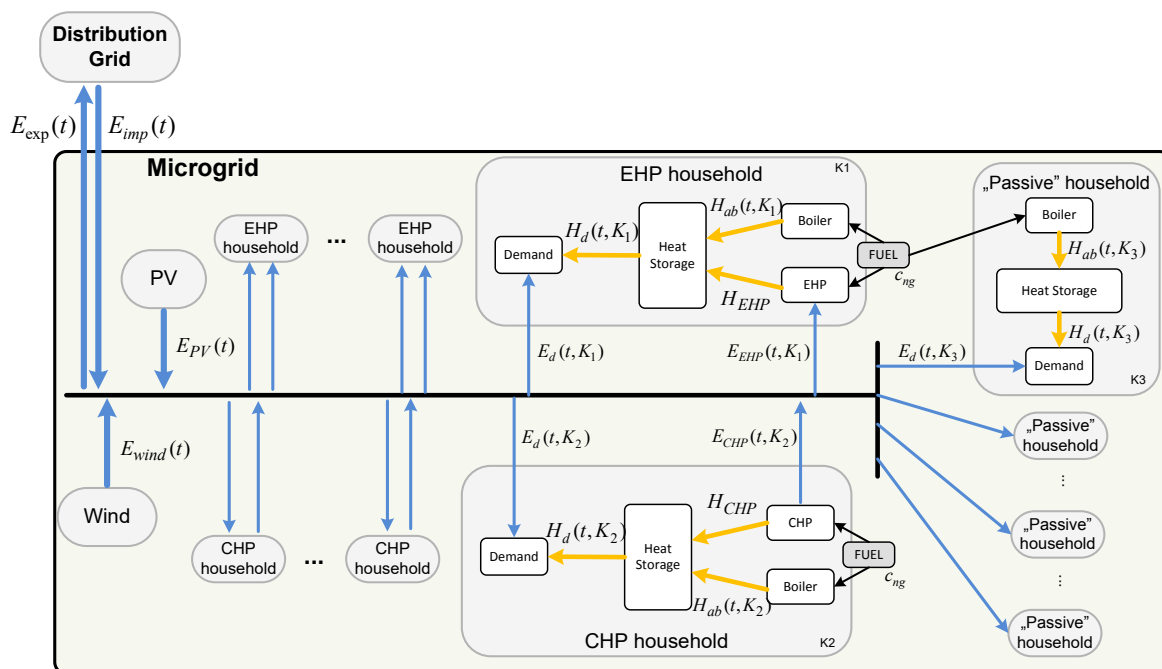 Distribution
Grid
E_exp(t)
E_imp(t)
Microgrid
EHP
household
...
EHP
household
PV
E_PV(t)
E_wind(t)
Wind
CHP
household
...
CHP
household
EHP household
K1
H_ab(t,K_1)
Boiler
H_d(t,K_1)
Demand
Heat
Storage
FUEL
c_ng
EHP
H_EHP
E_d(t,K_1)
E_EHP(t,K_1)
„Passive” household
Boiler
H_ab(t,K_3)
Heat Storage
H_d(t,K_3)
E_d(t,K_3)
Demand
K3
E_d(t,K_2)
E_CHP(t,K_2)
H_CHP
CHP
H_d(t,K_2)
Demand
Heat
Storage
FUEL
c_ng
Boiler
H_ab(t,K_2)
CHP household
K2
„Passive”
household
...
„Passive”
household
...
„Passive”
household